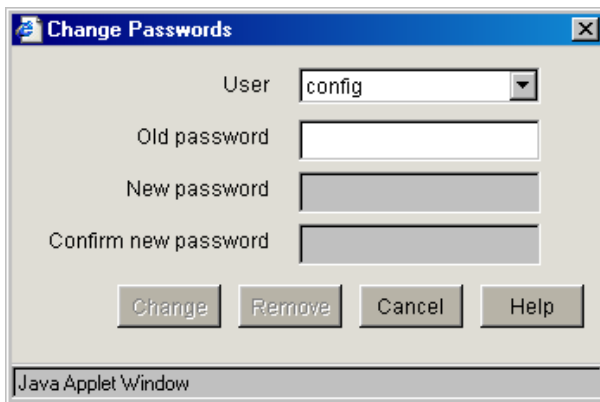 Change Passwords
User config
Old password
New password
Confirm new password
Change Remove Cancel Help
Java Applet Window